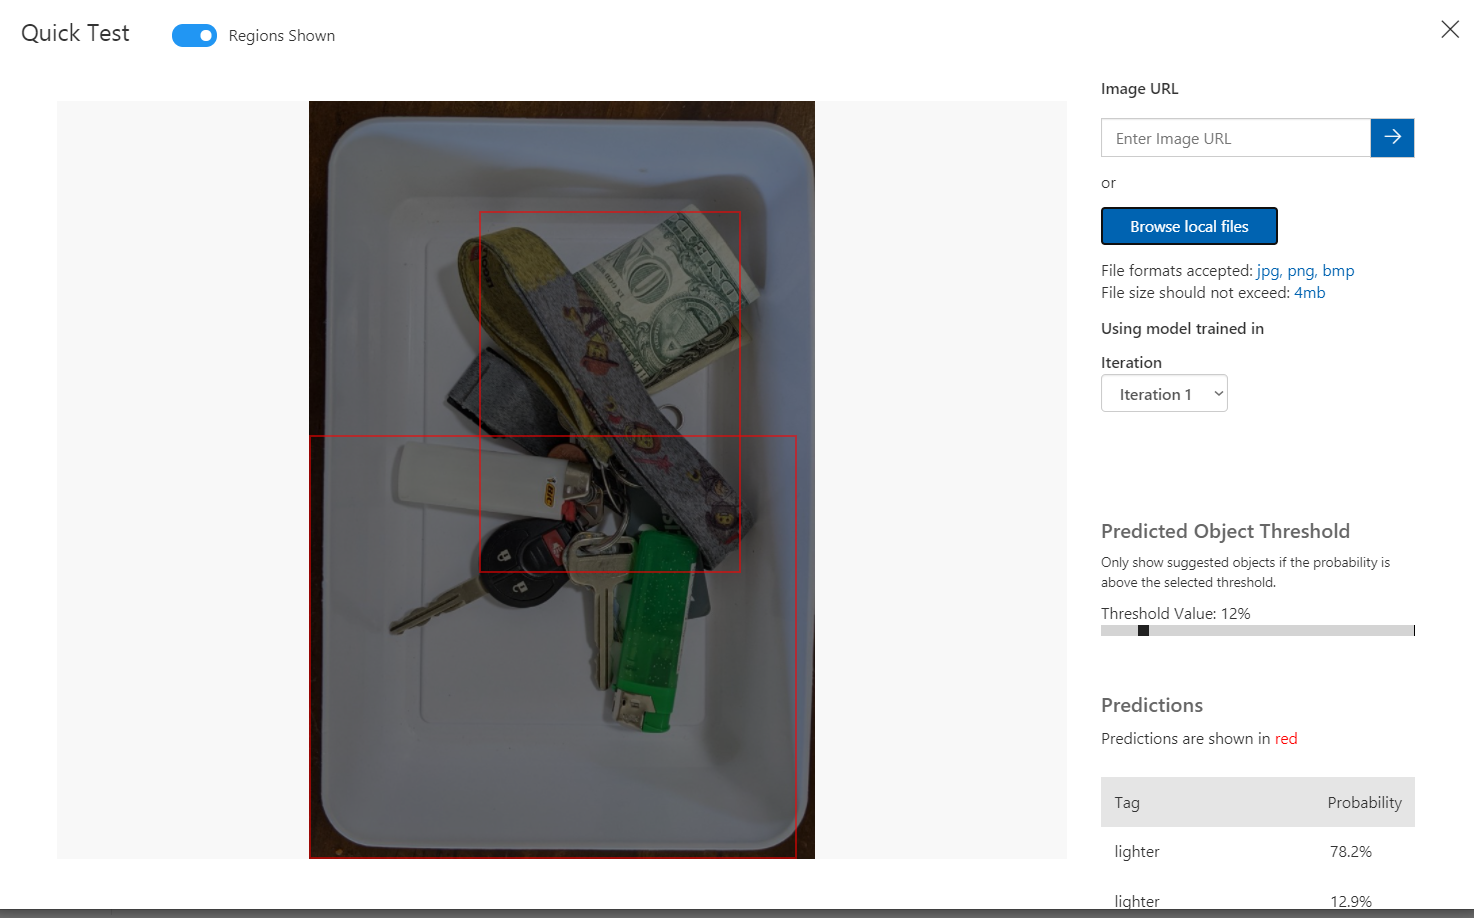 Quick Test
Regions Shown
Image URL
Enter Image URL
or
Browse local files
File formats accepted: jpg, png, bmp
File size should not exceed: 4mb
Using model trained in
Iteration
Iteration 1
Predicted Object Threshold
Only show suggested objects if the probability is
above the selected threshold.
Threshold Value: 12%
Predictions
Predictions are shown in red
Tag Probability
lighter 78.2%
lighter 12.9%
BIC